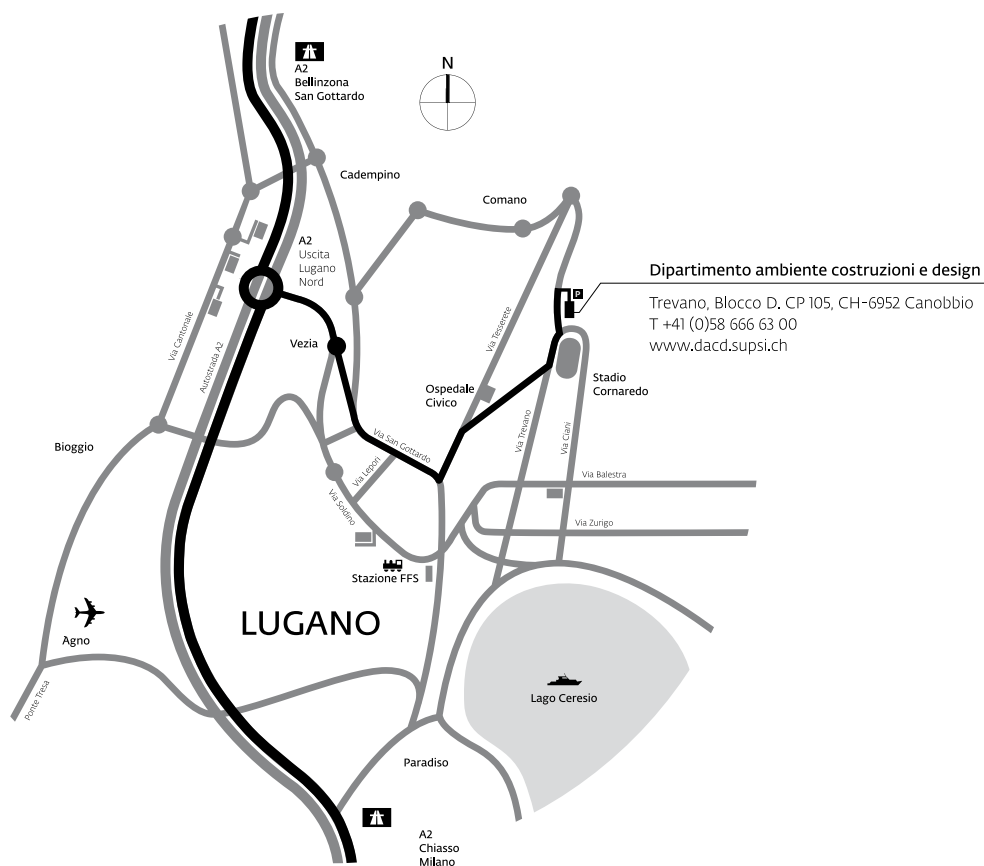 N
A2
Bellinzona
San Gottardo
Cadempino
Comano
A2
Uscita
Lugano
Nord
Dipartimento ambiente costruzioni e design
P
Trevano, Blocco D. CP 105, CH-6952 Canobbio
T +41 (0)58 666 63 00
www.dacd.supsi.ch
Via Cantonale
Autostrada A2
Vezia
Via Tesserete
Ospedale
Civico
Stadio
Cornaredo
Via Trevano
Via Ciani
Bioggio
Via San Gottardo
Via Lepori
Via Soldino
Via Balestra
Via Zurigo
Stazione FFS
LUGANO
Agno
Ponte Tresa
Lago Ceresio
Paradiso
A2
Chiasso
Milano